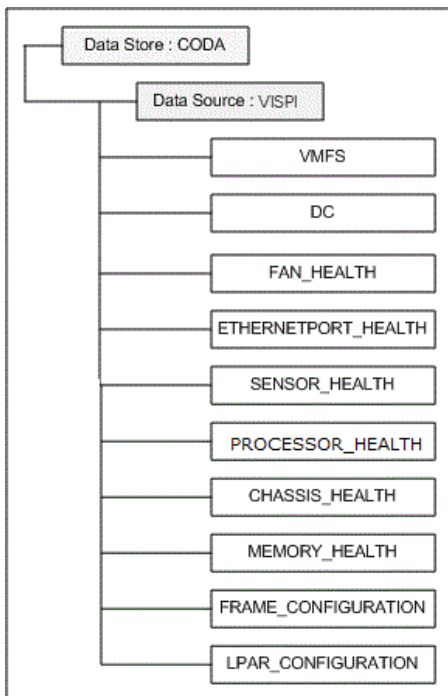 Data Store : CODA
Data Source : VISPI
VMFS
DC
FAN_HEALTH
ETHERNETPORT_HEALTH
SENSOR_HEALTH
PROCESSOR_HEALTH
CHASSIS_HEALTH
MEMORY_HEALTH
FRAME_CONFIGURATION
LPAR_CONFIGURATION